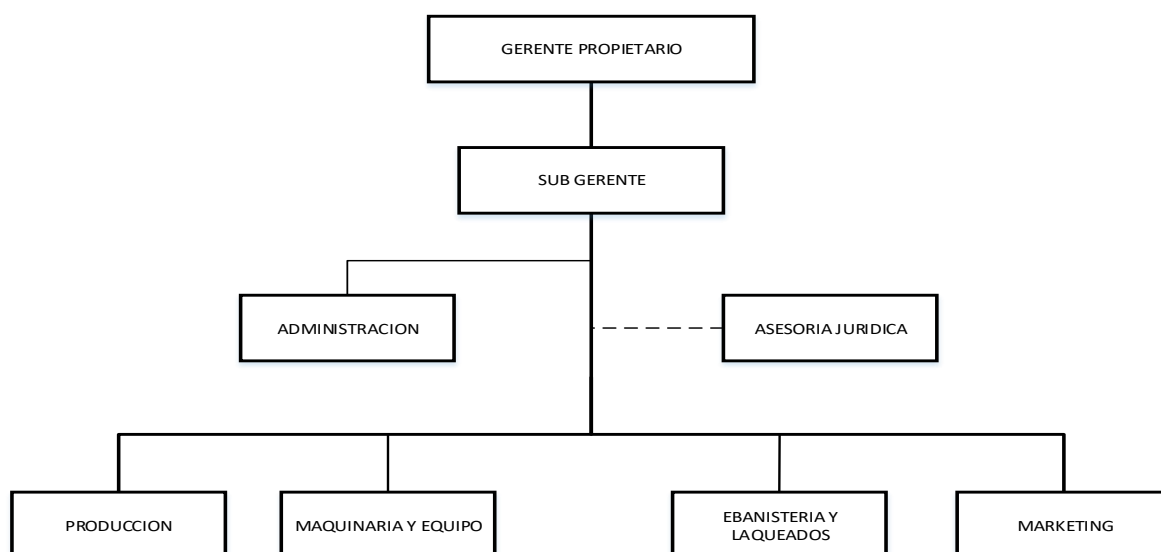 GERENTE PROPIETARIO
SUB GERENTE
ADMINISTRACION
ASESORIA JURIDICA
PRODUCCION
MAQUINARIA Y EQUIPO
EBANISTERIA Y
LAQUEADOS
MARKETING